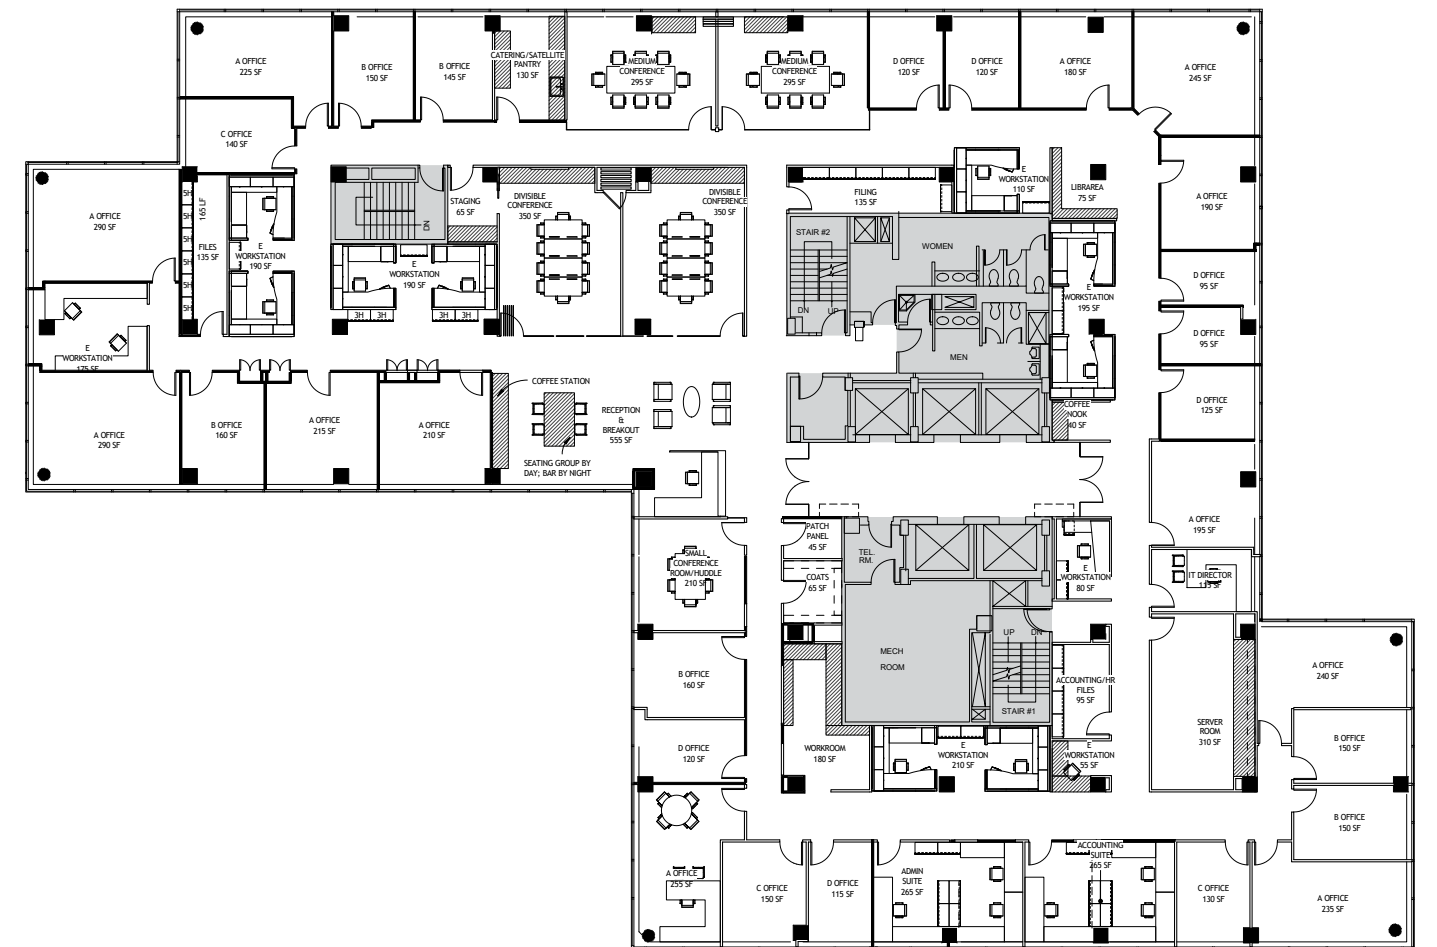 A OFFICE
225 SF
B OFFICE
150 SF
B OFFICE
145 SF
CATERING/SATELLITE
PANTRY
130 SF
MEDIUM
CONFERENCE
295 SF
MEDIUM
CONFERENCE
295 SF
D OFFICE
120 SF
D OFFICE
120 SF
A OFFICE
180 SF
A OFFICE
245 SF
C OFFICE
140 SF
A OFFICE
290 SF
SH
SH
SH
SH
SH
SH
165 LF
FILES
135 SF
E
WORKSTATION
190 SF
DN
STAGING
65 SF
E
WORKSTATION
190 SF
3H
3H
3H
3H
DIVISIBLE
CONFERENCE
350 SF
DIVISIBLE
CONFERENCE
350 SF
FILING
135 SF
E
WORKSTATION
110 SF
LIBRAREA
75 SF
A OFFICE
190 SF
STAIR #2
DN
UP
WOMEN
MEN
E
WORKSTATION
195 SF
D OFFICE
95 SF
D OFFICE
95 SF
D OFFICE
125 SF
E
WORKSTATION
175 SF
A OFFICE
290 SF
B OFFICE
160 SF
A OFFICE
215 SF
A OFFICE
210 SF
COFFEE STATION
RECEPTION
&
BREAKOUT
555 SF
SEATING GROUP BY
DAY; BAR BY NIGHT
COFFEE
NOOK
40 SF
A OFFICE
195 SF
SMALL
CONFERENCE
ROOM/HUDDLE
210 SF
PATCH
PANEL
45 SF
COATS
65 SF
TEL.
RM.
E
WORKSTATION
80 SF
IT DIRECTOR
MECH
ROOM
UP
DN
STAIR #1
ACCOUNTING/HR
FILES
95 SF
B OFFICE
160 SF
D OFFICE
120 SF
WORKROOM
180 SF
E
WORKSTATION
210 SF
E
WORKSTATION
55 SF
SERVER
ROOM
310 SF
A OFFICE
240 SF
B OFFICE
150 SF
B OFFICE
150 SF
A OFFICE
255 SF
C OFFICE
150 SF
D OFFICE
115 SF
ADMIN
SUITE
265 SF
ACCOUNTING
SUITE
265 SF
C OFFICE
130 SF
A OFFICE
235 SF